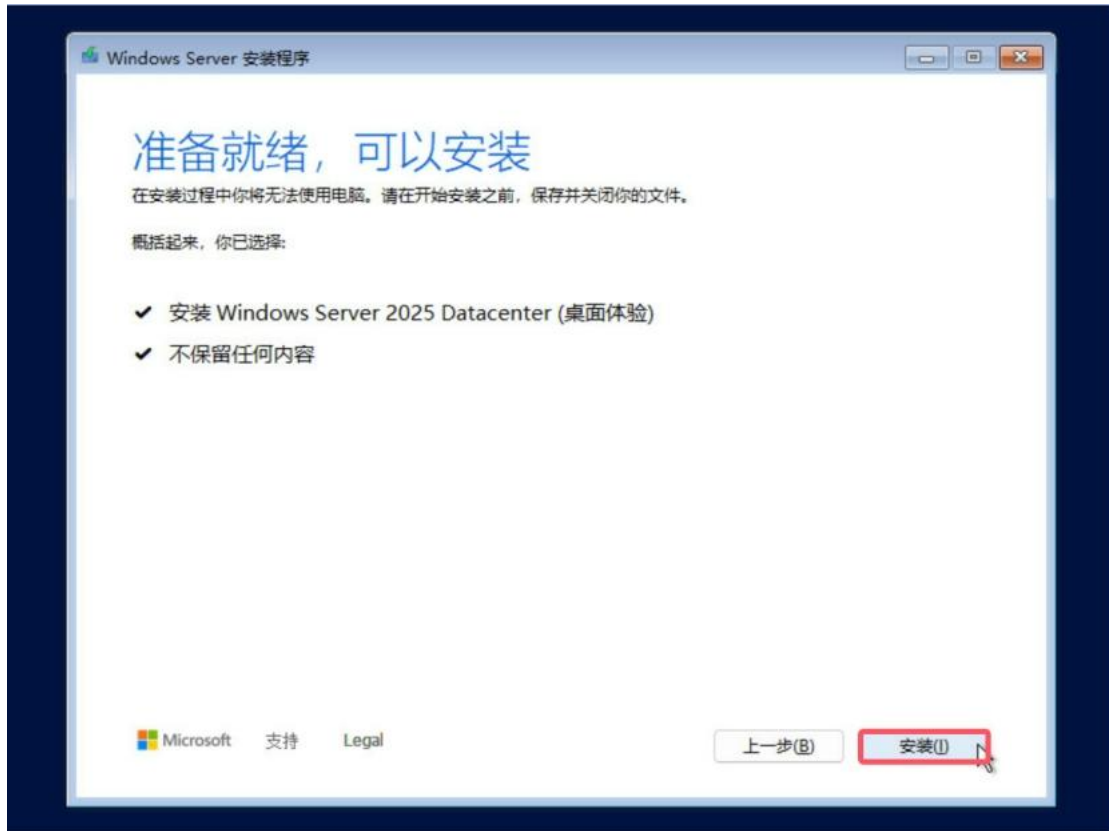 Windows Server 安装程序
准备就绪，可以安装
在安装过程中你将无法使用电脑。请在开始安装之前，保存并关闭你的文件。
概括起来，你已选择:
✔ 安装 Windows Server 2025 Datacenter (桌面体验)
✔ 不保留任何内容
Microsoft 支持 Legal 上一步(B) 安装(I)